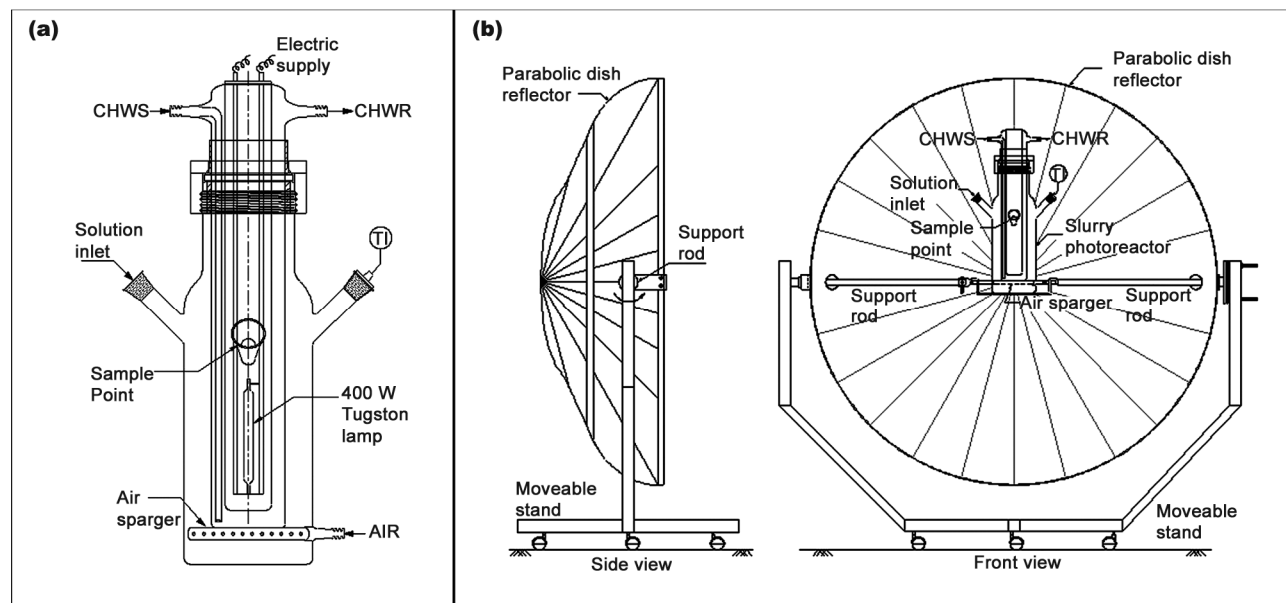 (a)
Electric
supply
CHWS
CHWR
Solution
inlet
TI
Sample
Point
400 W
Tugston
lamp
Air
sparger
AIR
(b)
Parabolic dish
reflector
Support
rod
Moveable
stand
Side view
Parabolic dish
reflector
CHWS
CHWR
TI
Solution
inlet
Sample
point
Slurry
photoreactor
Support
rod
Air sparger
Support
rod
Moveable
stand
Front view